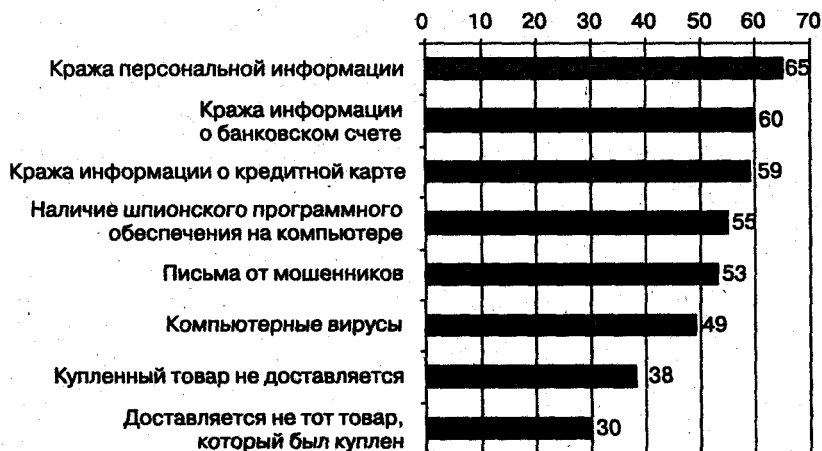 0 10 20 30 40 50 60 70
Кража персональной информации 65
Кража информации
о банковском счете 60
Кража информации о кредитной карте 59
Наличие шпионского программного
обеспечения на компьютере 55
Письма от мошенников 53
Компьютерные вирусы 49
Купленный товар не доставляется 38
Доставляется не тот товар,
который был куплен 30